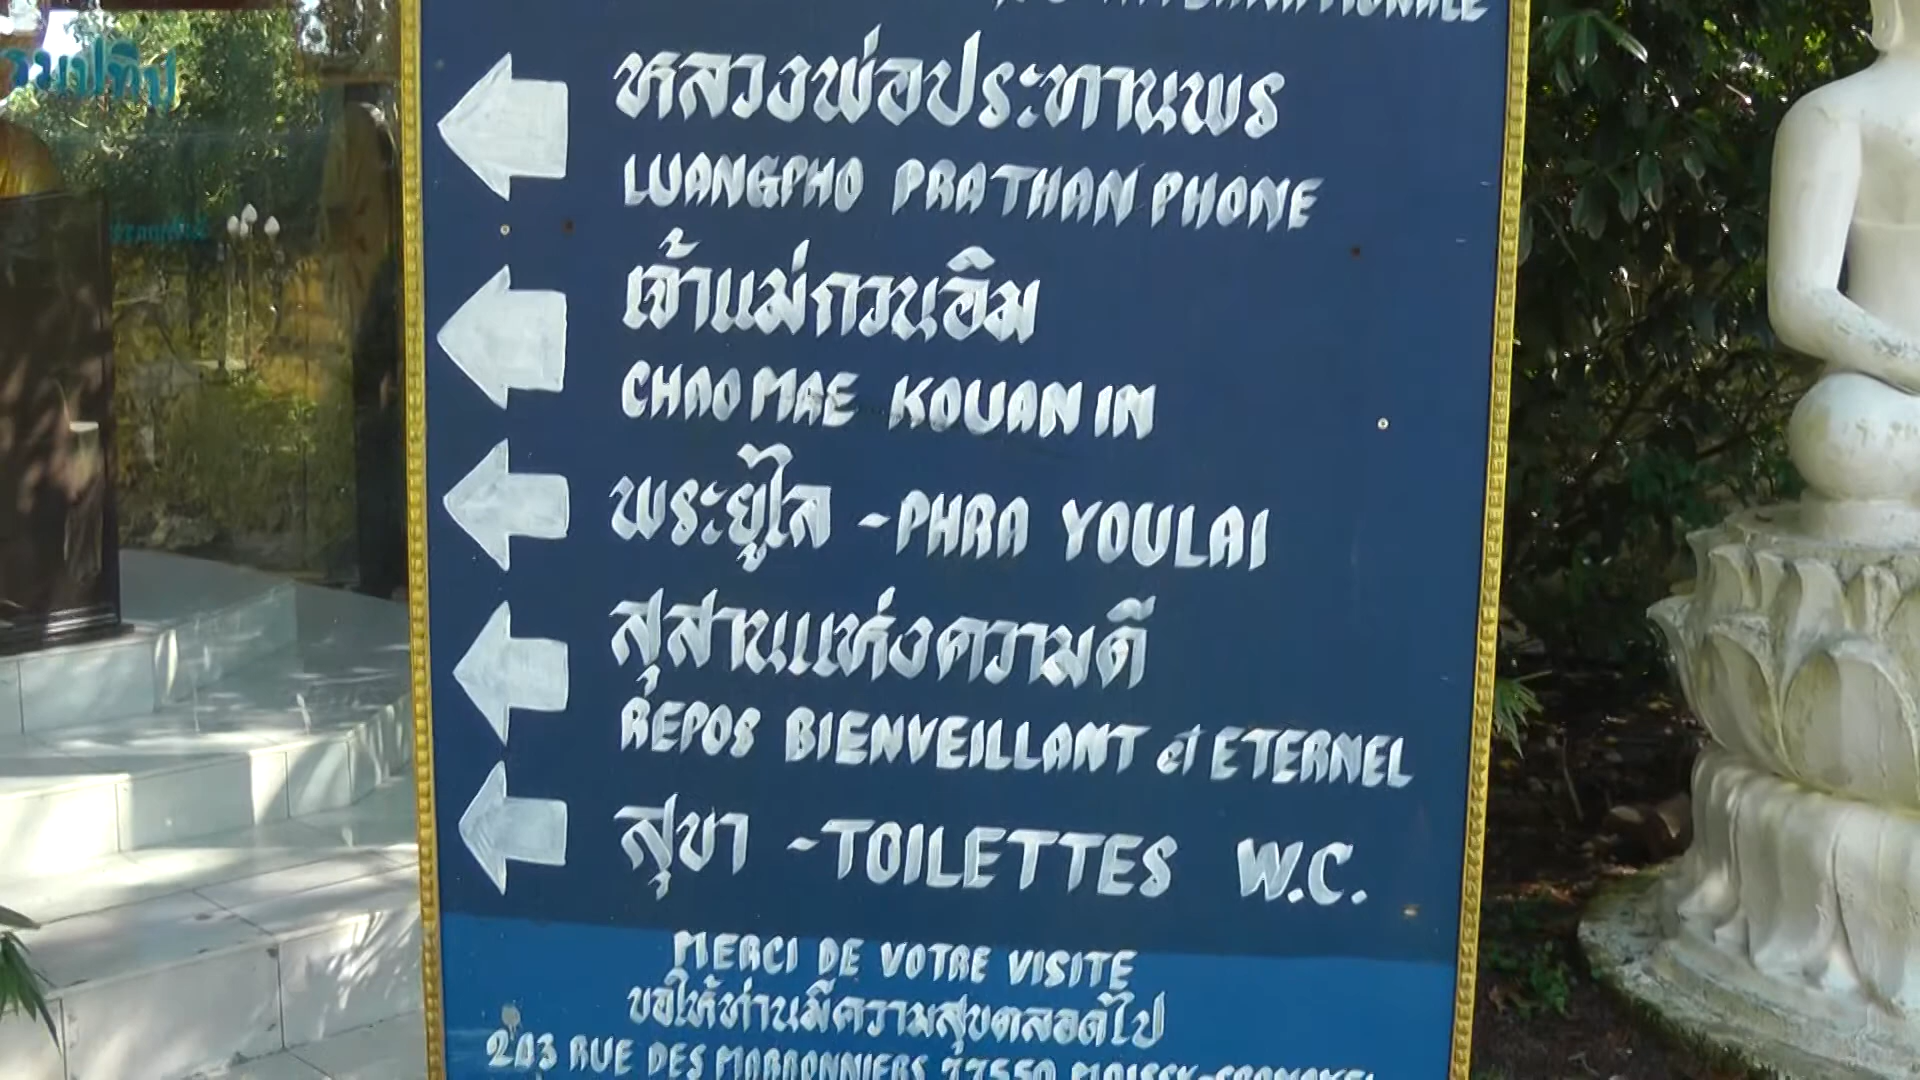 INTERNATIONALE
หลวงพ่อประทานพร
LUANGPHO PRATHAN PHONE
เจ้าแม่กวนอิม
CHAO MAE KOUAN IN
พระยูไล - PHRA YOULAI
สุสานแห่งความดี
REPOS BIENVEILLANT et ETERNEL
สุขา - TOILETTES W.C.
MERCI DE VOTRE VISITE
ขอให้ท่านมีความสุขตลอดไป
203 RUE DES MARRONNIERS 77550 MOISSY-CRAMAYEL